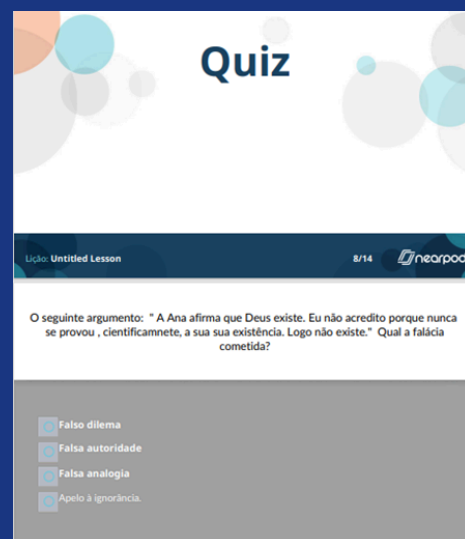 Quiz
Lição: Untitled Lesson
8/14
nearpod
O seguinte argumento: " A Ana afirma que Deus existe. Eu não acredito porque nunca
se provou , cientificamnete, a sua sua existência. Logo não existe." Qual a falácia
cometida?
Falso dilema
Falsa autoridade
Falsa analogia
Apelo à ignorância.